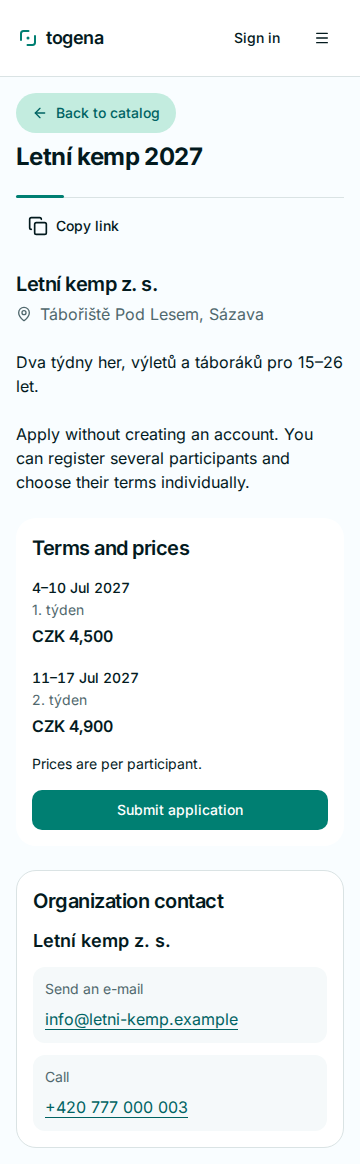 togena
Sign in
Back to catalog
Letní kemp 2027
Copy link
Letní kemp z. s.
Tábořiště Pod Lesem, Sázava
Dva týdny her, výletů a táboráků pro 15–26
let.
Apply without creating an account. You
can register several participants and
choose their terms individually.
Terms and prices
4–10 Jul 2027
1. týden
CZK 4,500
11–17 Jul 2027
2. týden
CZK 4,900
Prices are per participant.
Submit application
Organization contact
Letní kemp z. s.
Send an e-mail
info@letni-kemp.example
Call
+420 777 000 003